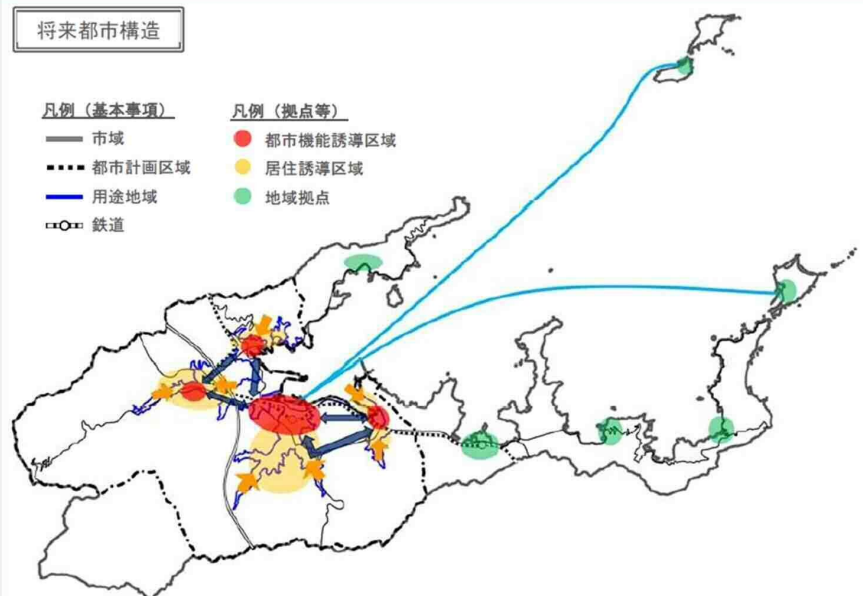 将来都市構造
凡例（基本事項）
市域
都市計画区域
用途地域
鉄道
凡例（拠点等）
都市機能誘導区域
居住誘導区域
地域拠点